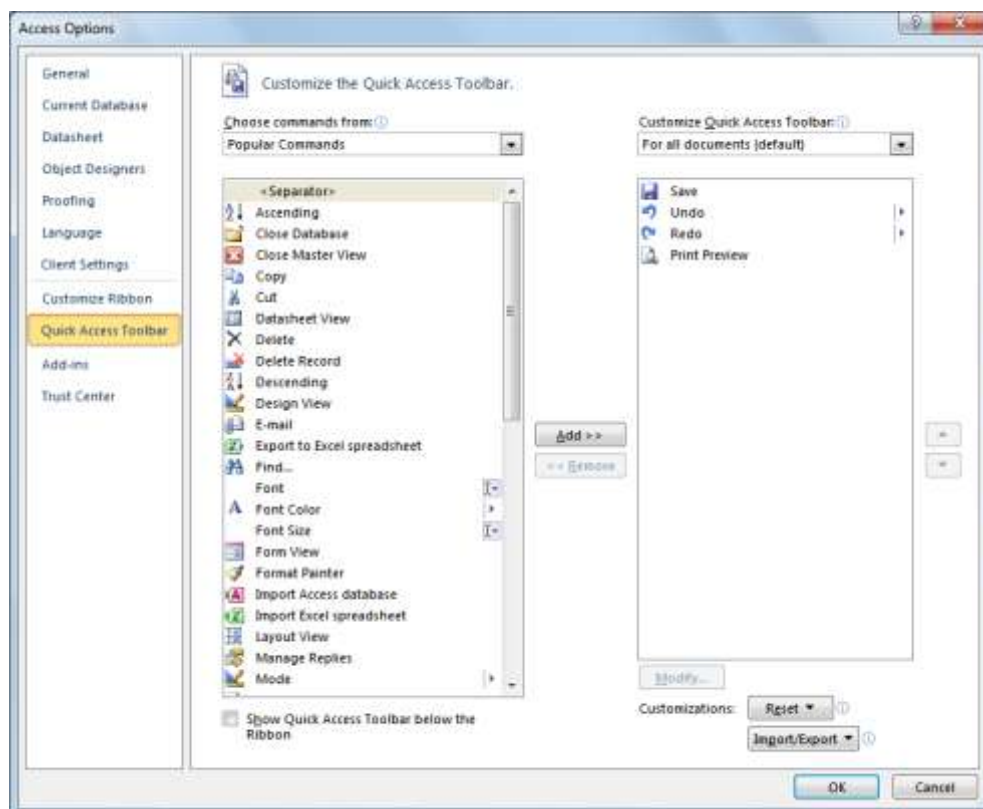 Access Options
General
Current Database
Datasheet
Object Designers
Proofing
Language
Client Settings
Customize Ribbon
Quick Access Toolbar
Add-ins
Trust Center
Customize the Quick Access Toolbar.
Choose commands from:
Popular Commands
<Separator>
Ascending
Close Database
Close Master View
Copy
Cut
Datasheet View
Delete
Delete Record
Descending
Design View
E-mail
Export to Excel spreadsheet
Find...
Font
Font Color
Font Size
Form View
Format Painter
Import Access database
Import Excel spreadsheet
Layout View
Manage Replies
Mode
Show Quick Access Toolbar below the
Ribbon
Add >>
<< Remove
Customize Quick Access Toolbar:
For all documents (default)
Save
Undo
Redo
Print Preview
Modify...
Customizations:
Reset
Import/Export
OK
Cancel